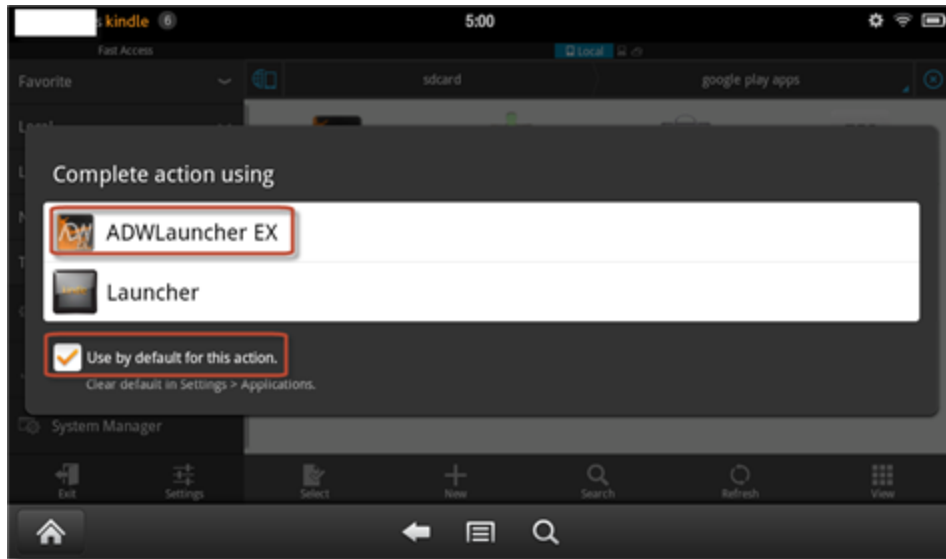 kindle 6
5:00
Fast Access
Local
Favorite
sdcard
google play apps
Complete action using
ADWLauncher EX
Launcher
Use by default for this action.
Clear default in Settings > Applications.
System Manager
Exit
Settings
Select
New
Search
Refresh
View